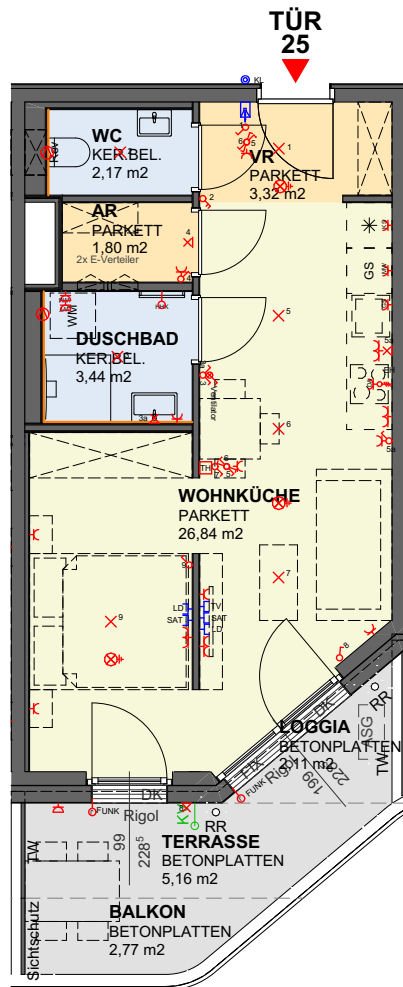 TÜR
25
KL
WC
KER.BEL.
2,17 m2
VR
PARKETT
3,32 m2
AR
PARKETT
1,80 m2
2x E-Verteiler
GS
WM
DUSCHBAD
KER.BEL.
3,44 m2
Ventilator
TH
WOHNKÜCHE
PARKETT
26,84 m2
LD
SAT
TV
SAT
LD
LOGGIA
BETONPLATTEN
2,11 m2
DK
FIX
RR
ASG
TW
FUNK
Rigol
199
DK
FUNK
Rigol
99
228⁵
RR
TERRASSE
BETONPLATTEN
5,16 m2
TW
BALKON
BETONPLATTEN
2,77 m2
Sichtschutz